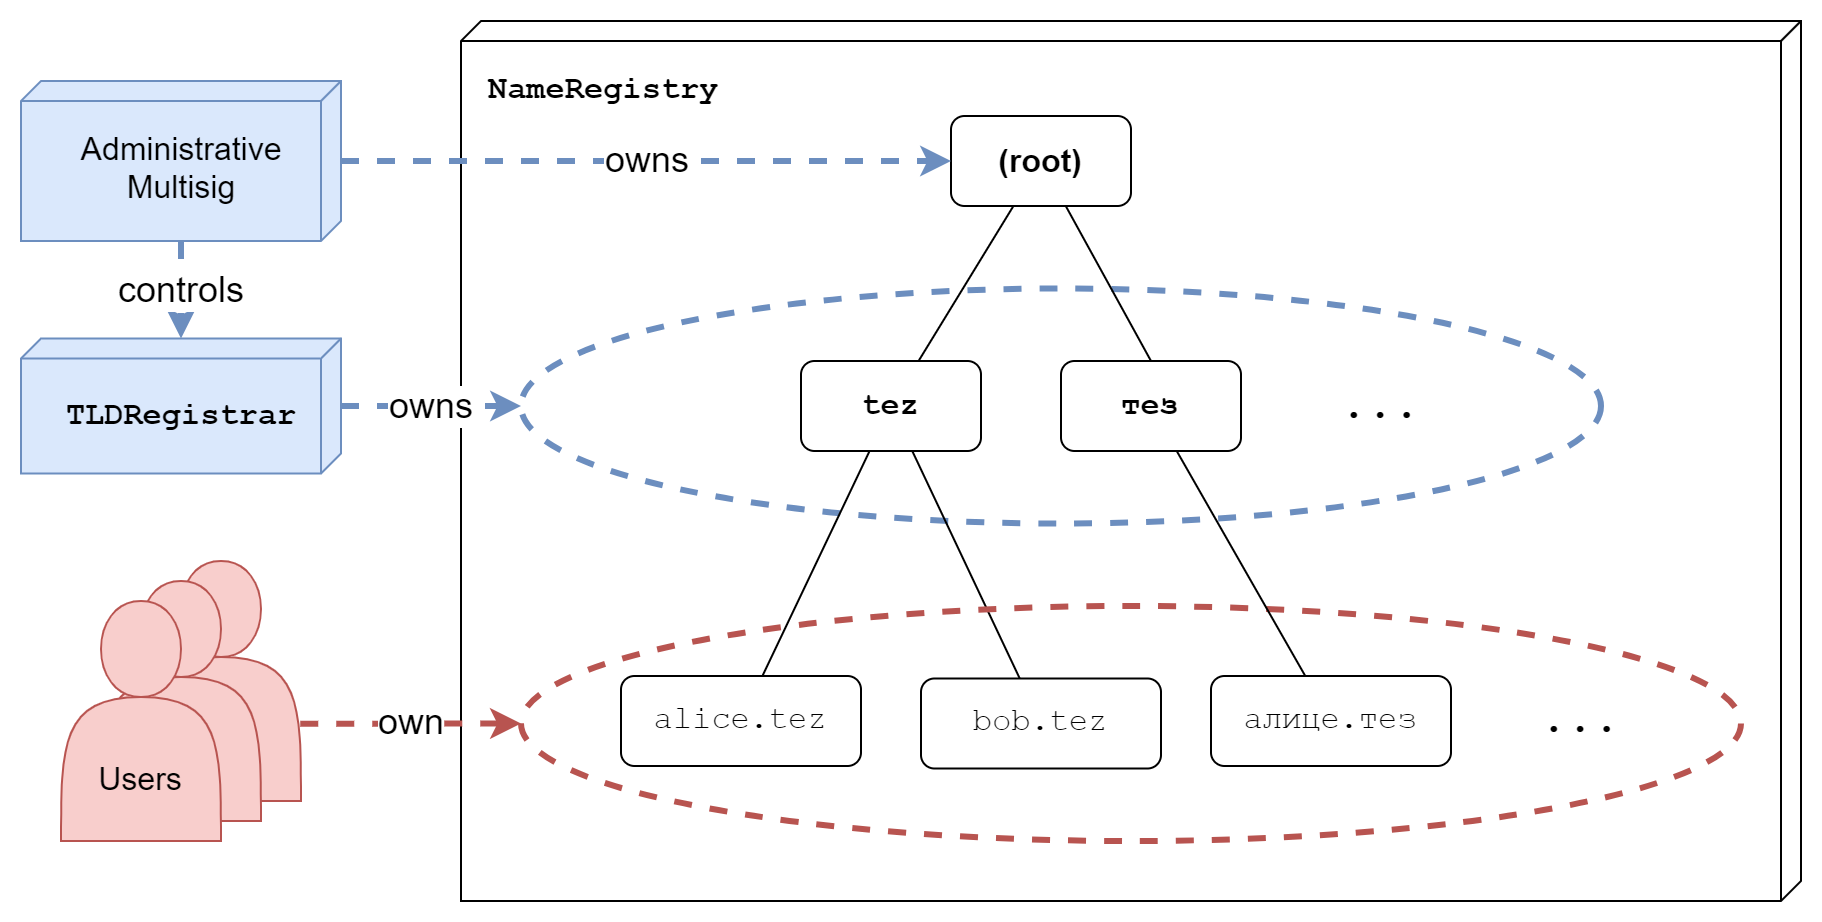 NameRegistry
Administrative
Multisig
owns
(root)
controls
TLDRegistrar
owns
tez
тез
...
Users
own
alice.tez
bob.tez
алице.тез
...